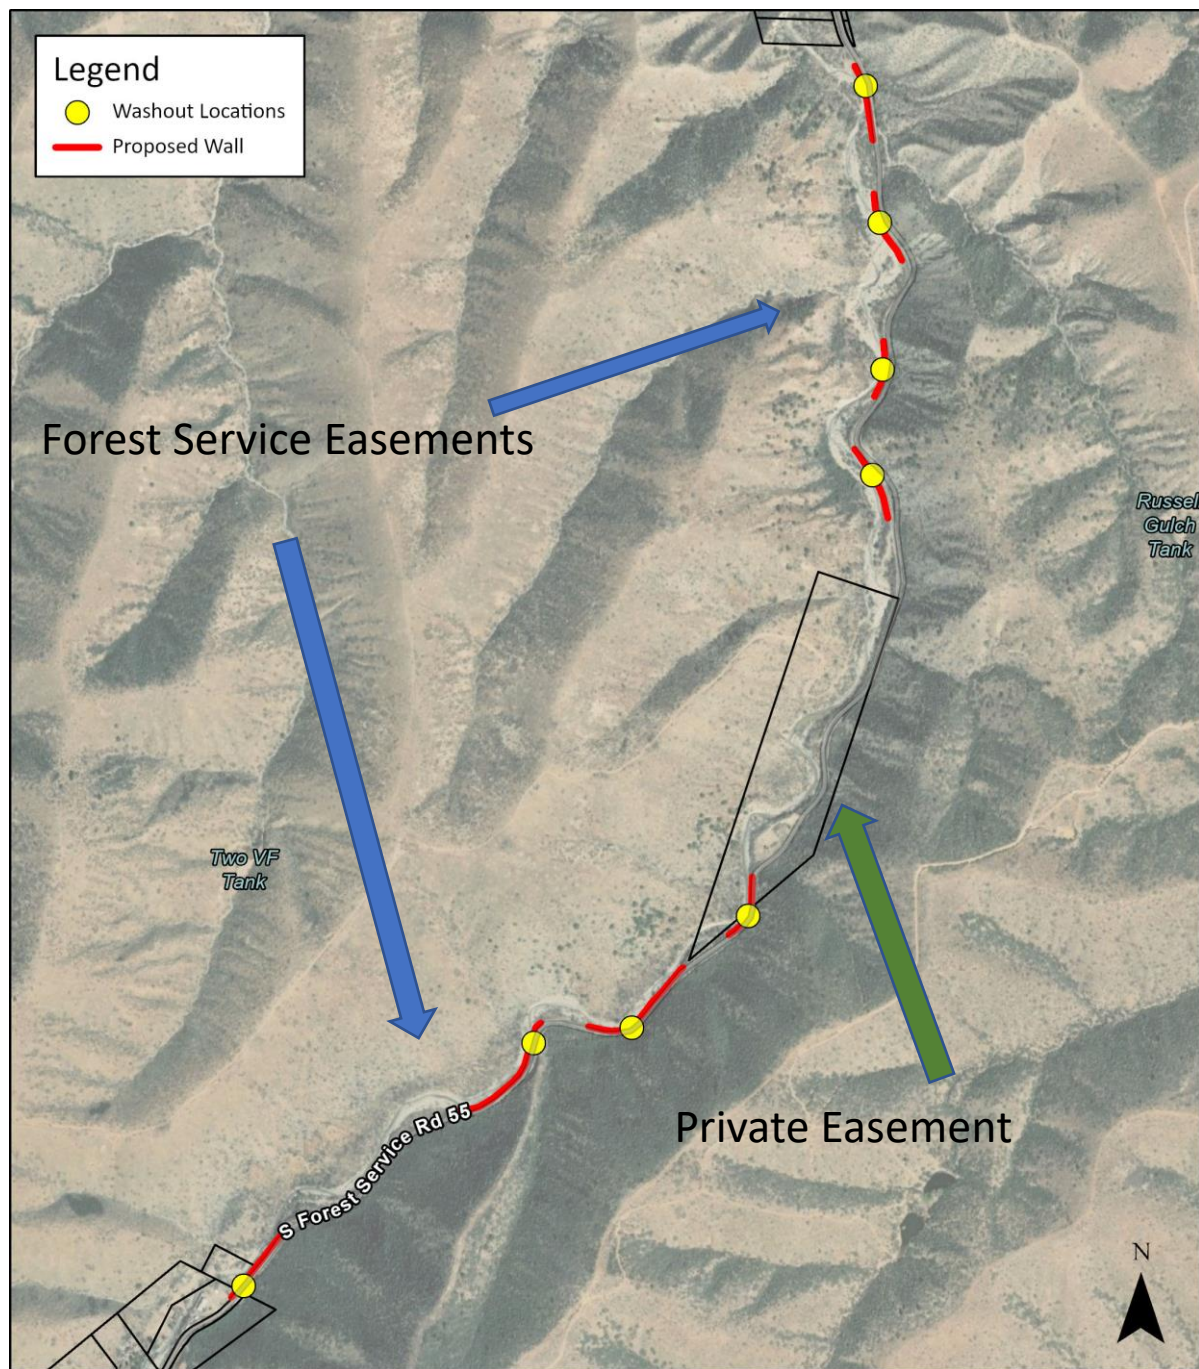 Legend
Washout Locations
Proposed Wall
Forest Service Easements
Russell
Gulch
Tank
Two VF
Tank
S Forest Service Rd 55
Private Easement
N